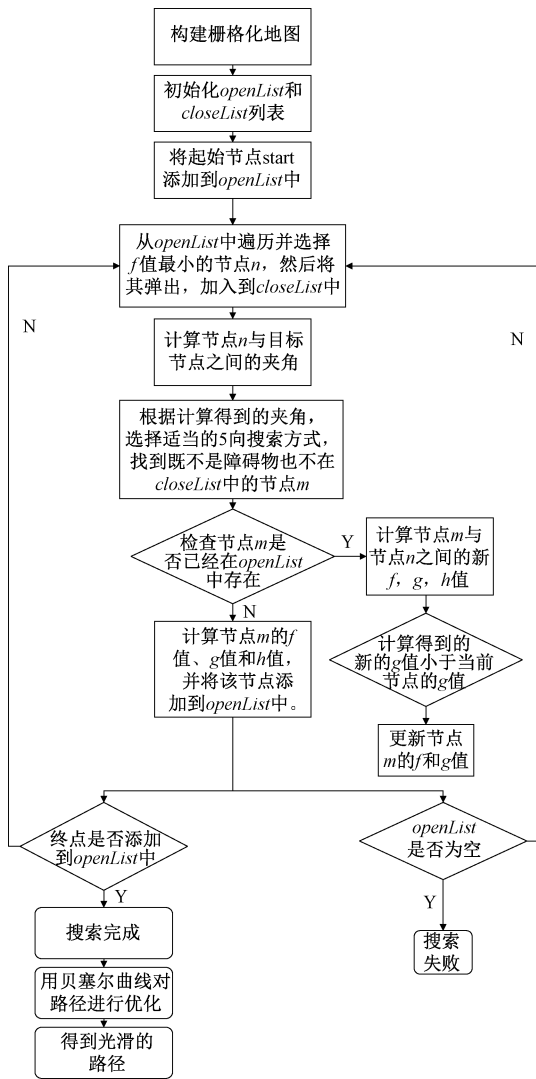 构建栅格化地图
初始化openList和
closeList列表
将起始节点start
添加到openList中
从openList中遍历并选择
f值最小的节点n，然后将
其弹出，加入到closeList中
N
N
计算节点n与目标
节点之间的夹角
根据计算得到的夹角，
选择适当的5向搜索方式，
找到既不是障碍物也不在
closeList中的节点m
检查节点m是
否已经在openList
中存在
Y
计算节点m与
节点n之间的新
f，g，h值
N
计算节点m的f
值、g值和h值，
并将该节点添
加到openList中。
计算得到的
新的g值小于当前
节点的g值
更新节点
m的f和g值
终点是否添加
到openList中
openList
是否为空
Y
Y
搜索完成
搜索
失败
用贝塞尔曲线对
路径进行优化
得到光滑的
路径